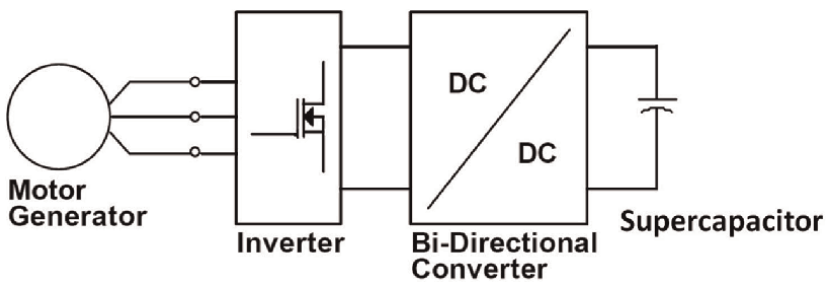 DC
DC
Motor
Generator
Inverter
Bi-Directional
Converter
Supercapacitor